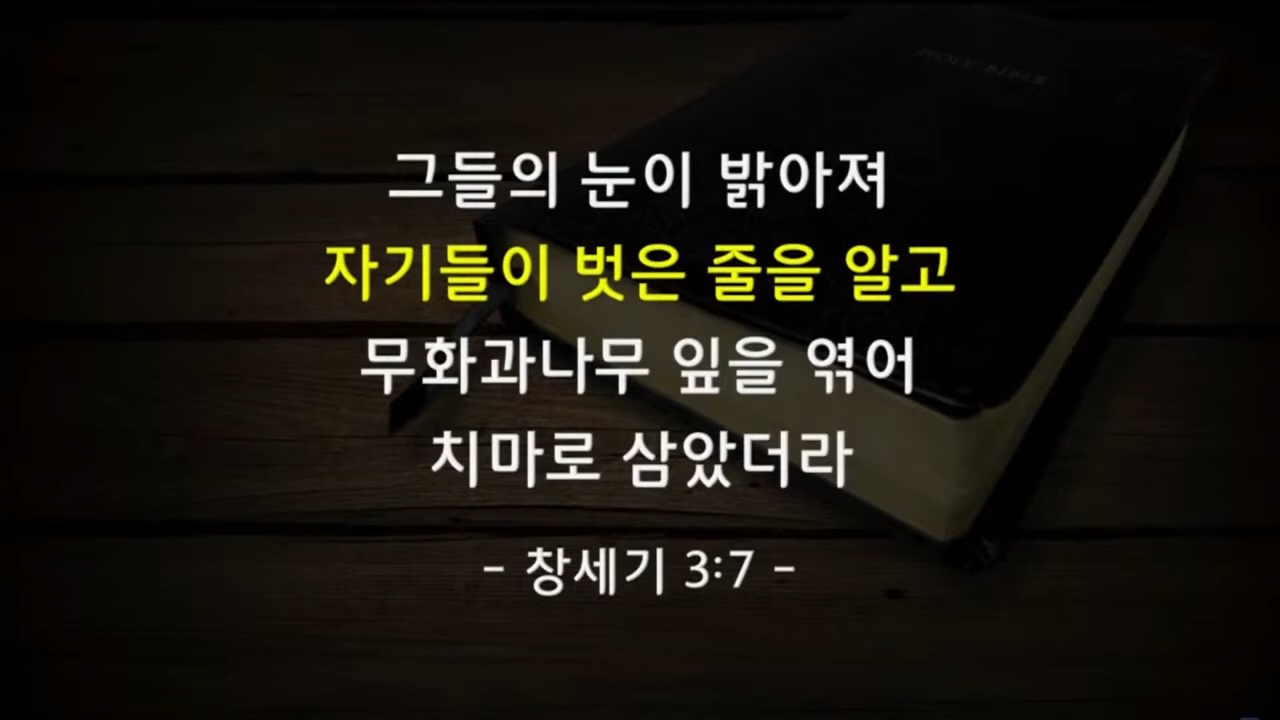 HOLY BIBLE
그들의 눈이 밝아져
자기들이 벗은 줄을 알고
무화과나무 잎을 엮어
치마로 삼았더라
- 창세기 3:7 -